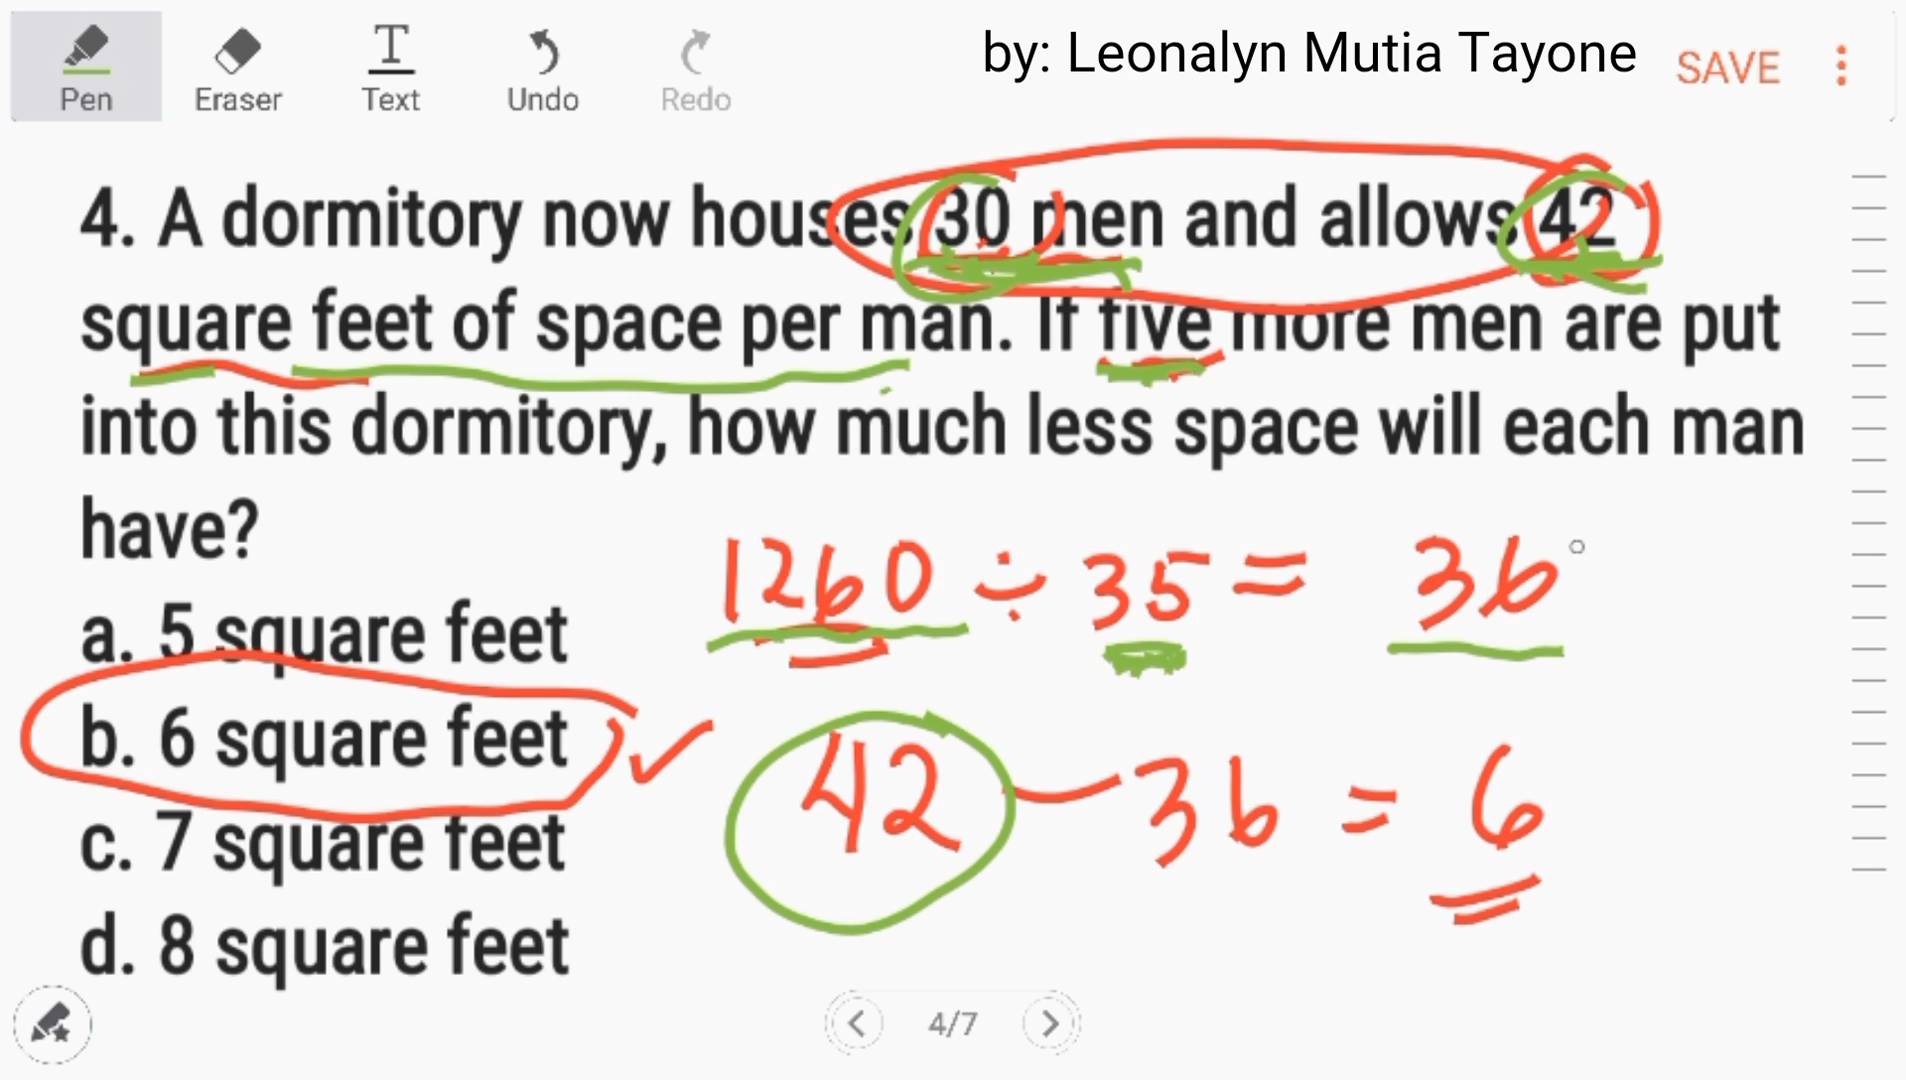 Pen Eraser Text Undo Redo by: Leonalyn Mutia Tayone SAVE
4. A dormitory now houses 30 men and allows 42
square feet of space per man. If five more men are put
into this dormitory, how much less space will each man
have?
1260 ÷ 35 = 36
a. 5 square feet
b. 6 square feet
42 - 36 = 6
c. 7 square feet
d. 8 square feet
4/7